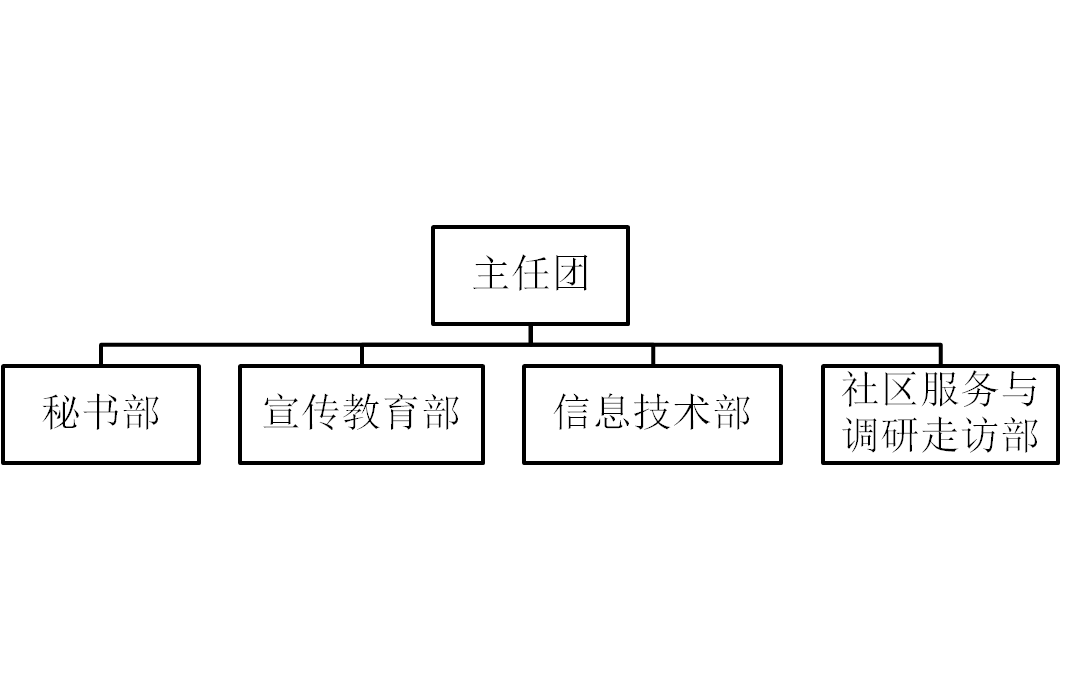 主任团
秘书部
宣传教育部
信息技术部
社区服务与
调研走访部